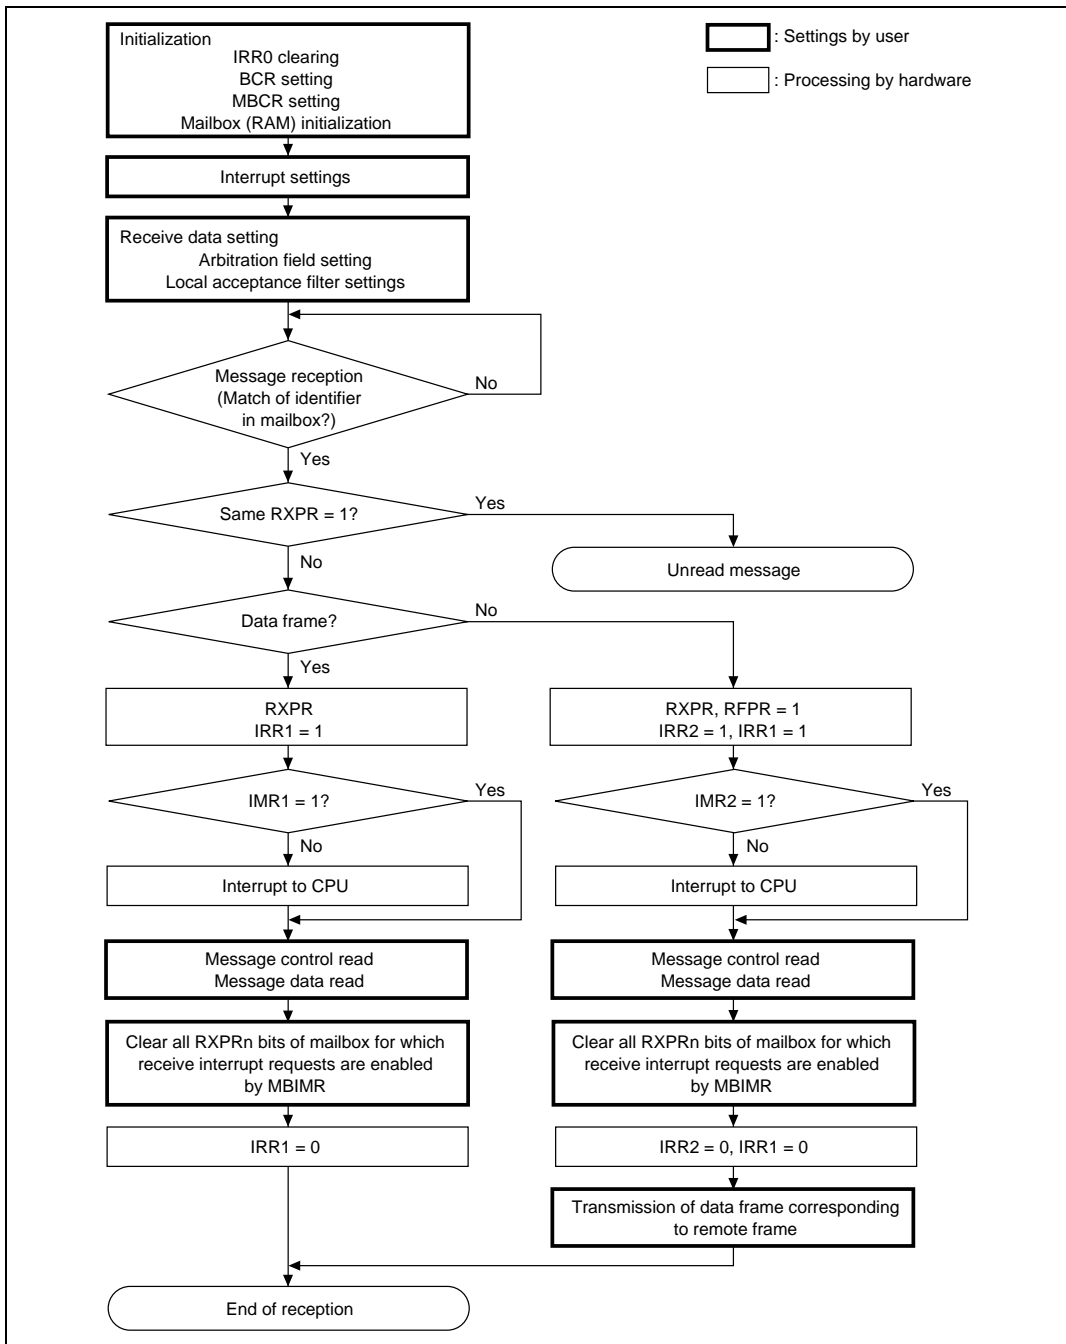 Initialization
IRR0 clearing
BCR setting
MBCR setting
Mailbox (RAM) initialization
: Settings by user
: Processing by hardware
Interrupt settings
Receive data setting
Arbitration field setting
Local acceptance filter settings
Message reception
(Match of identifier
in mailbox?)
No
Yes
Same RXPR = 1?
Yes
No
Unread message
Data frame?
No
Yes
RXPR
IRR1 = 1
RXPR, RFPR = 1
IRR2 = 1, IRR1 = 1
IMR1 = 1?
Yes
No
IMR2 = 1?
Yes
No
Interrupt to CPU
Interrupt to CPU
Message control read
Message data read
Message control read
Message data read
Clear all RXPRn bits of mailbox for which
receive interrupt requests are enabled
by MBIMR
Clear all RXPRn bits of mailbox for which
receive interrupt requests are enabled
by MBIMR
IRR1 = 0
IRR2 = 0, IRR1 = 0
Transmission of data frame corresponding
to remote frame
End of reception